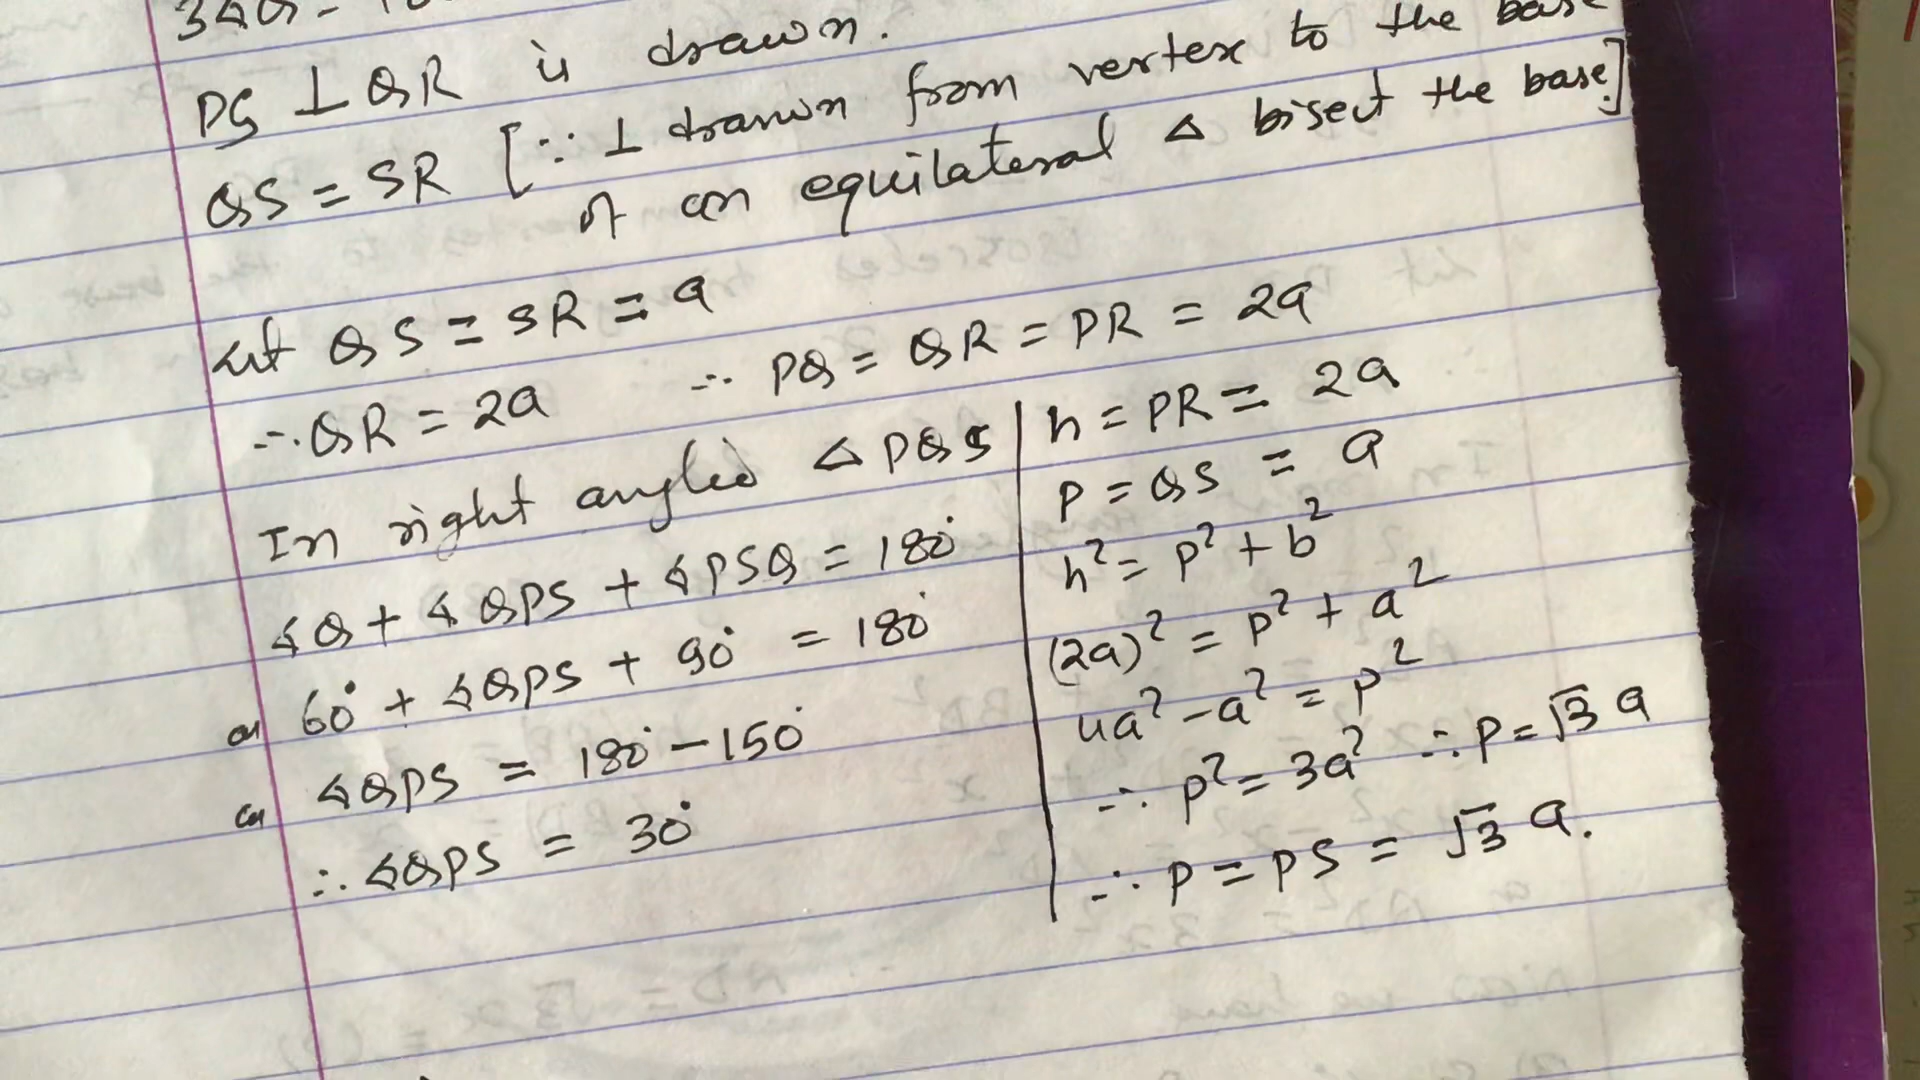 PS ⊥ QR is drawn.
QS = SR [∵ ⊥ drawn from vertex to the base
of an equilateral △ bisect the base.]
Let QS = SR = a
∴ QR = 2a ∴ PQ = QR = PR = 2a
In right angled △ PQS
∡Q + ∡QPS + ∡PSQ = 180°
or 60° + ∡QPS + 90° = 180°
or ∡QPS = 180° - 150°
∴ ∡QPS = 30°
h = PR = 2a
P = QS = a
h² = p² + b²
(2a)² = p² + a²
4a² - a² = p²
∴ p² = 3a² ∴ P = √3 a
∴ P = PS = √3 a.